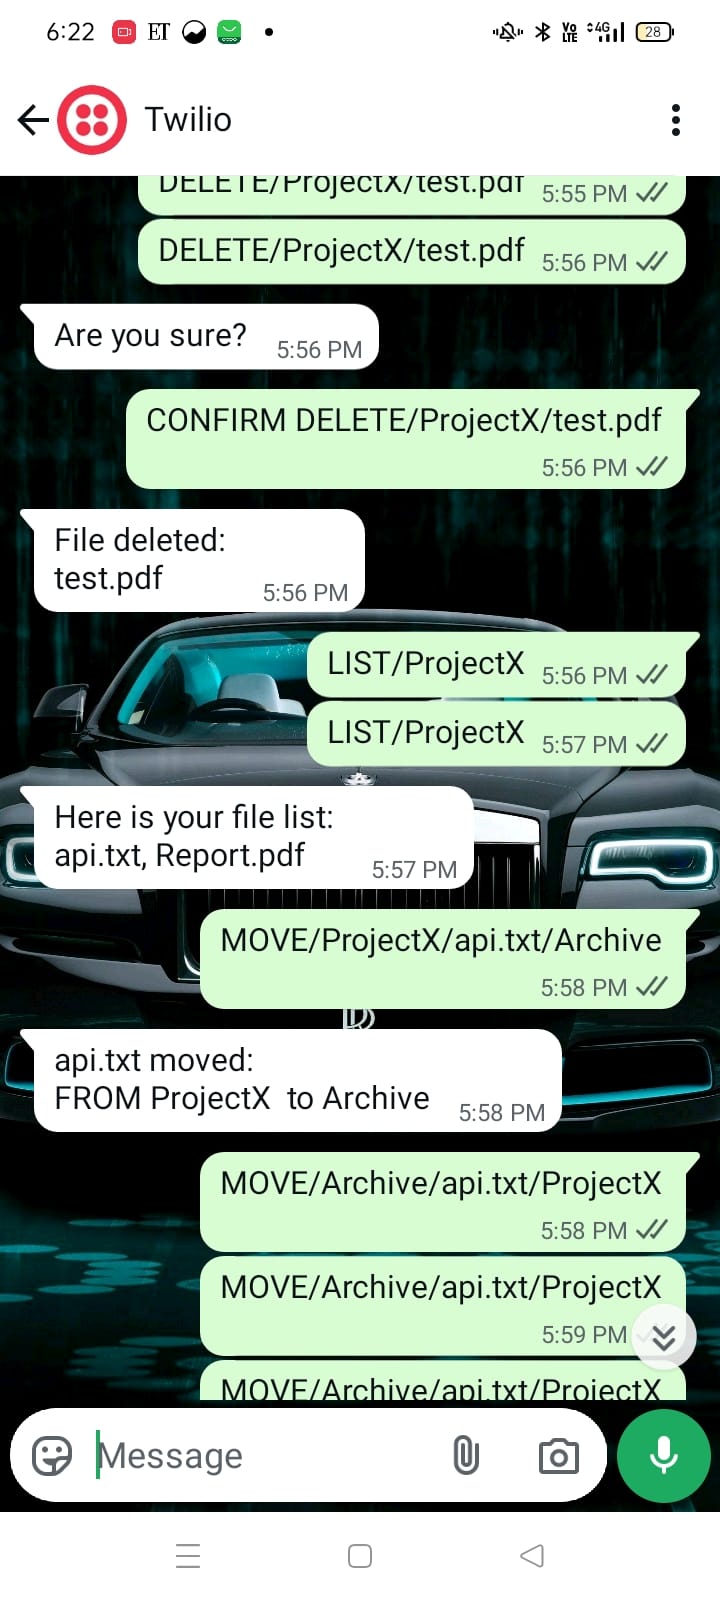 6:22 ET VoLTE 4G 28
Twilio
DELETE/ProjectX/test.pdf 5:55 PM
DELETE/ProjectX/test.pdf 5:56 PM
Are you sure? 5:56 PM
CONFIRM DELETE/ProjectX/test.pdf
5:56 PM
File deleted:
test.pdf 5:56 PM
LIST/ProjectX 5:56 PM
LIST/ProjectX 5:57 PM
Here is your file list:
api.txt, Report.pdf 5:57 PM
MOVE/ProjectX/api.txt/Archive
5:58 PM
api.txt moved:
FROM ProjectX  to Archive 5:58 PM
MOVE/Archive/api.txt/ProjectX
5:58 PM
MOVE/Archive/api.txt/ProjectX
5:59 PM
MOVE/Archive/api.txt/ProjectX
Message